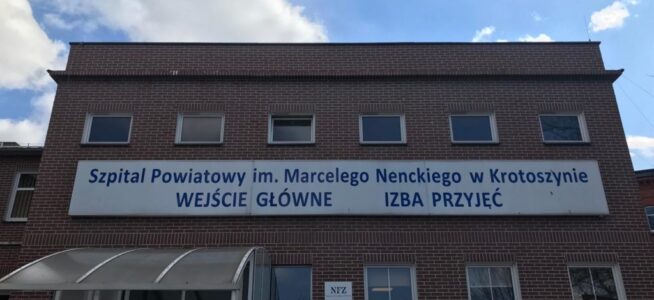 Szpital Powiatowy im. Marcelego Nenckiego w Krotoszynie
WEJŚCIE GŁÓWNE IZBA PRZYJĘĆ
NFZ